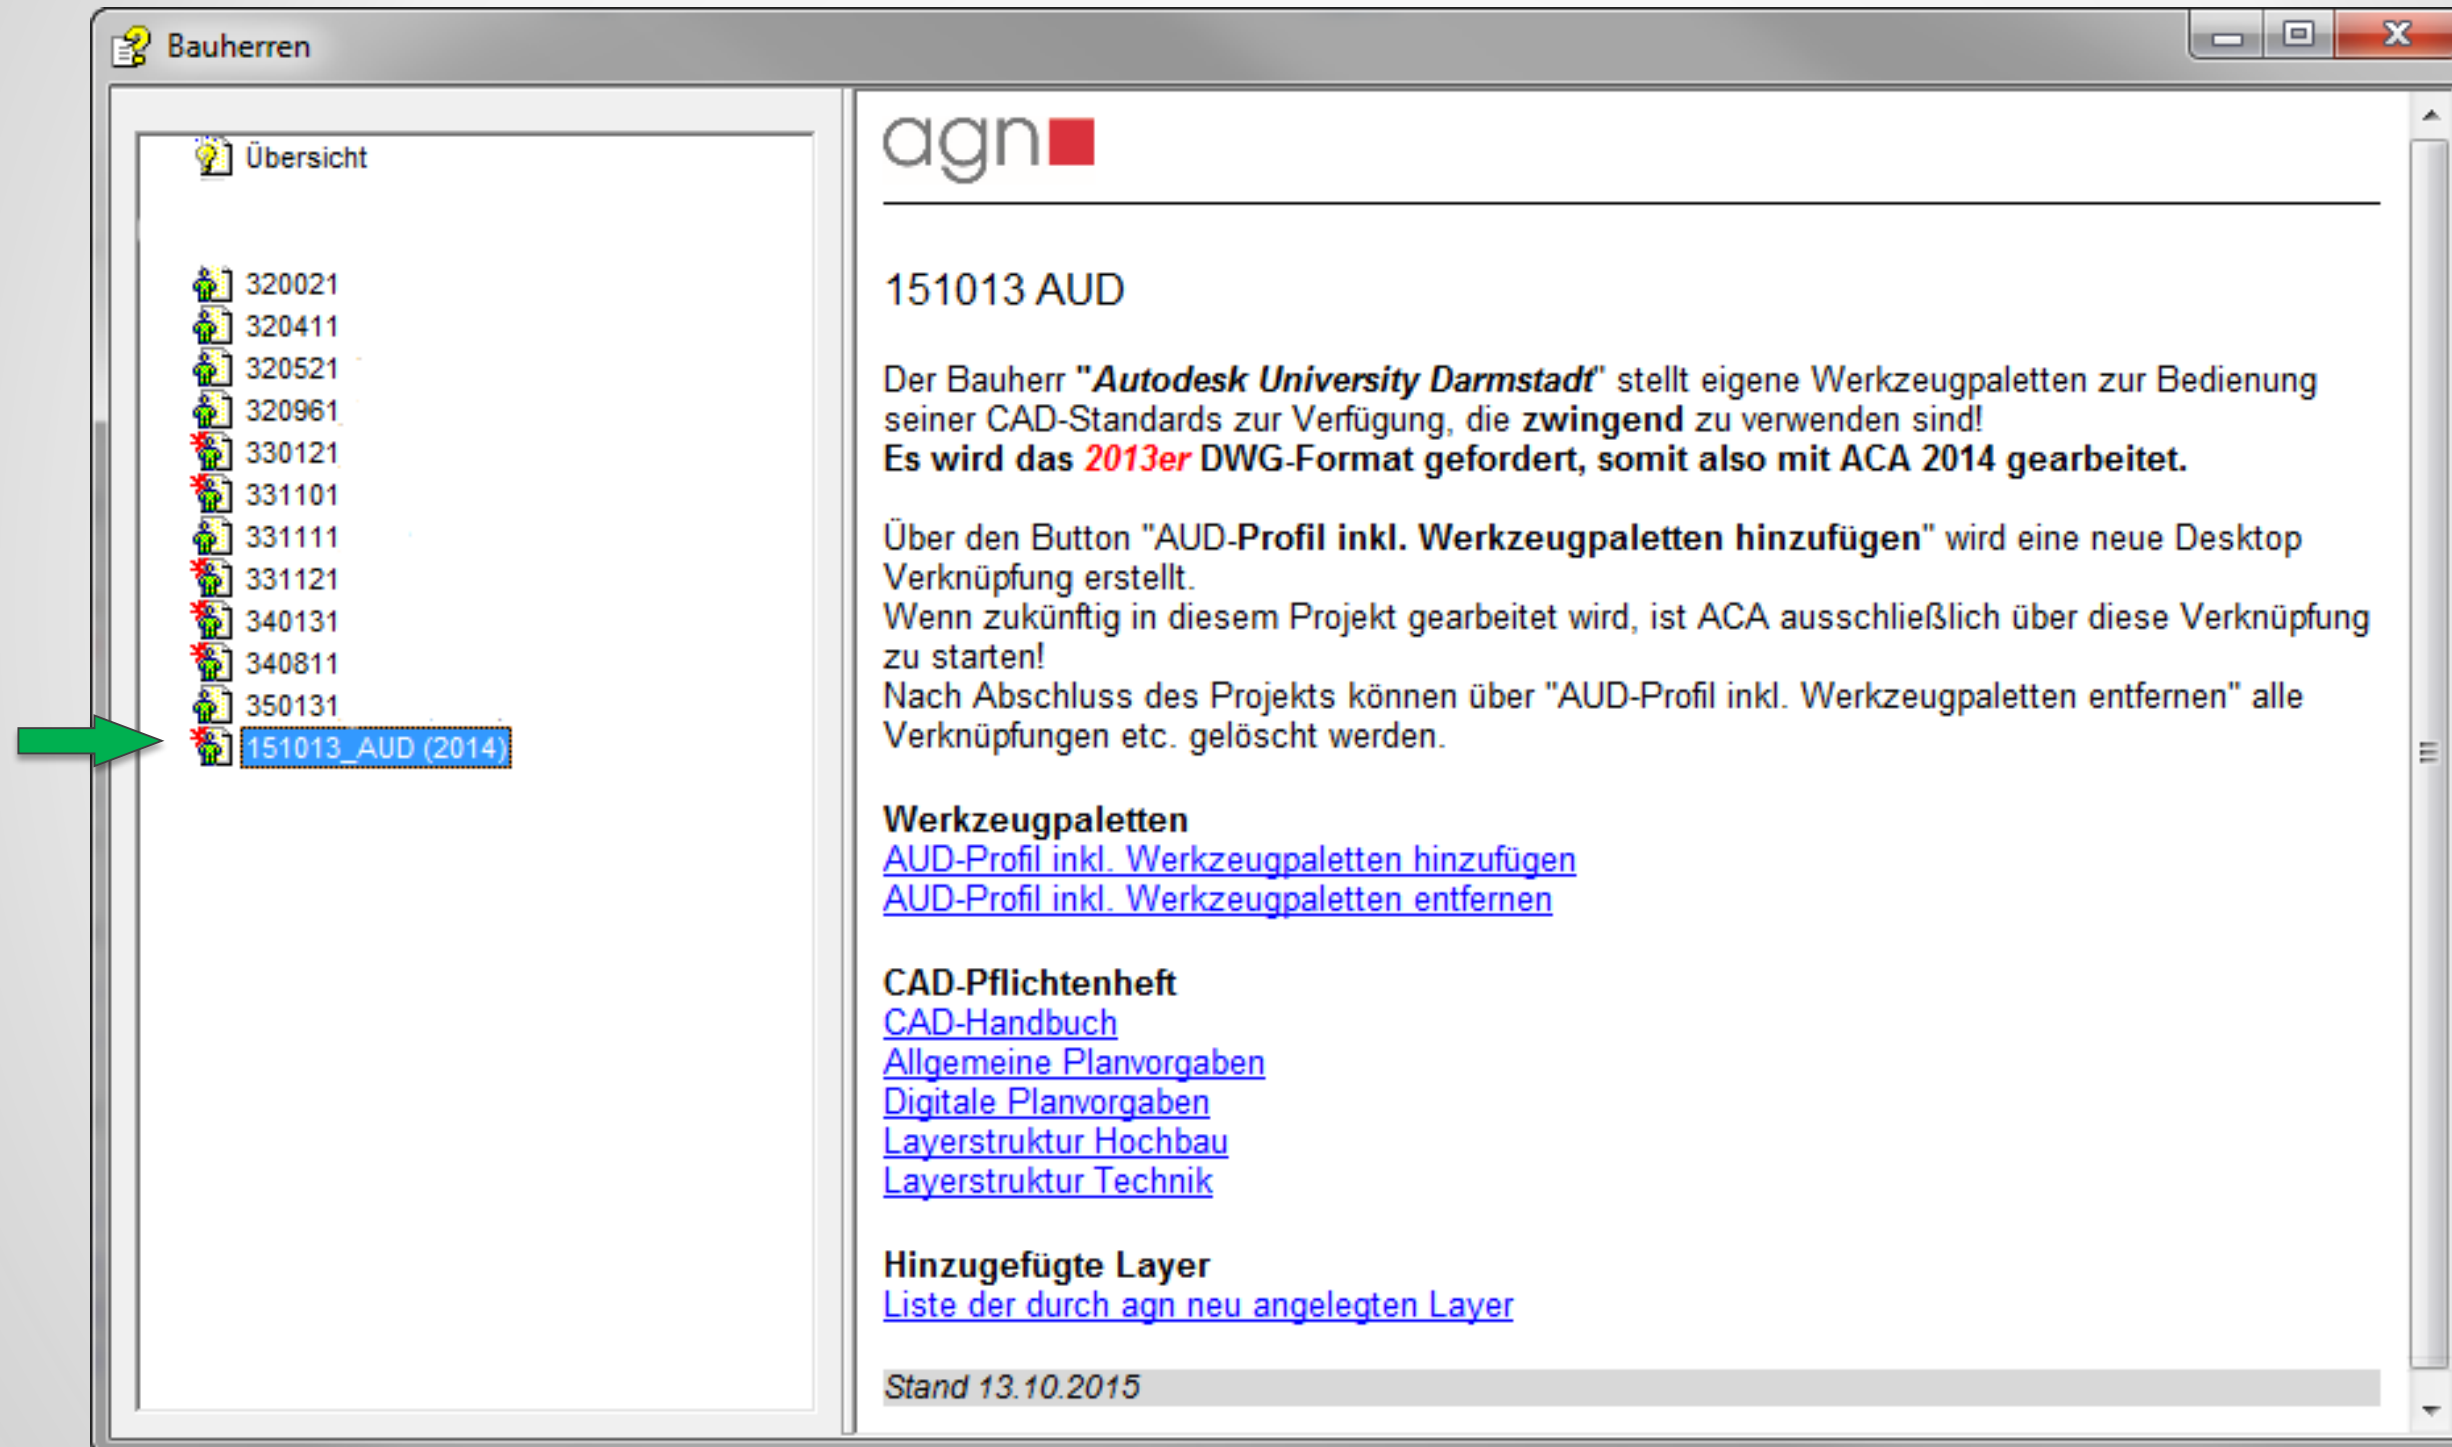 Bauherren
Übersicht
320021
320411
320521
320961
330121
331101
331111
331121
340131
340811
350131
151013_AUD (2014)
agn
151013 AUD
Der Bauherr "Autodesk University Darmstadt" stellt eigene Werkzeugpaletten zur Bedienung
seiner CAD-Standards zur Verfügung, die zwingend zu verwenden sind!
Es wird das 2013er DWG-Format gefordert, somit also mit ACA 2014 gearbeitet.
Über den Button "AUD-Profil inkl. Werkzeugpaletten hinzufügen" wird eine neue Desktop
Verknüpfung erstellt.
Wenn zukünftig in diesem Projekt gearbeitet wird, ist ACA ausschließlich über diese Verknüpfung
zu starten!
Nach Abschluss des Projekts können über "AUD-Profil inkl. Werkzeugpaletten entfernen" alle
Verknüpfungen etc. gelöscht werden.
Werkzeugpaletten
AUD-Profil inkl. Werkzeugpaletten hinzufügen
AUD-Profil inkl. Werkzeugpaletten entfernen
CAD-Pflichtenheft
CAD-Handbuch
Allgemeine Planvorgaben
Digitale Planvorgaben
Layerstruktur Hochbau
Layerstruktur Technik
Hinzugefügte Layer
Liste der durch agn neu angelegten Layer
Stand 13.10.2015